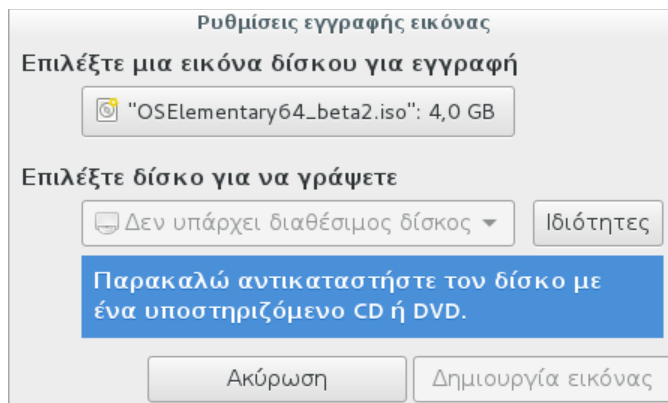 Ρυθμίσεις εγγραφής εικόνας
Επιλέξτε μια εικόνα δίσκου για εγγραφή
"OSElementary64_beta2.iso": 4,0 GB
Επιλέξτε δίσκο για να γράψετε
Δεν υπάρχει διαθέσιμος δίσκος
Ιδιότητες
Παρακαλώ αντικαταστήστε τον δίσκο με
ένα υποστηριζόμενο CD ή DVD.
Ακύρωση
Δημιουργία εικόνας